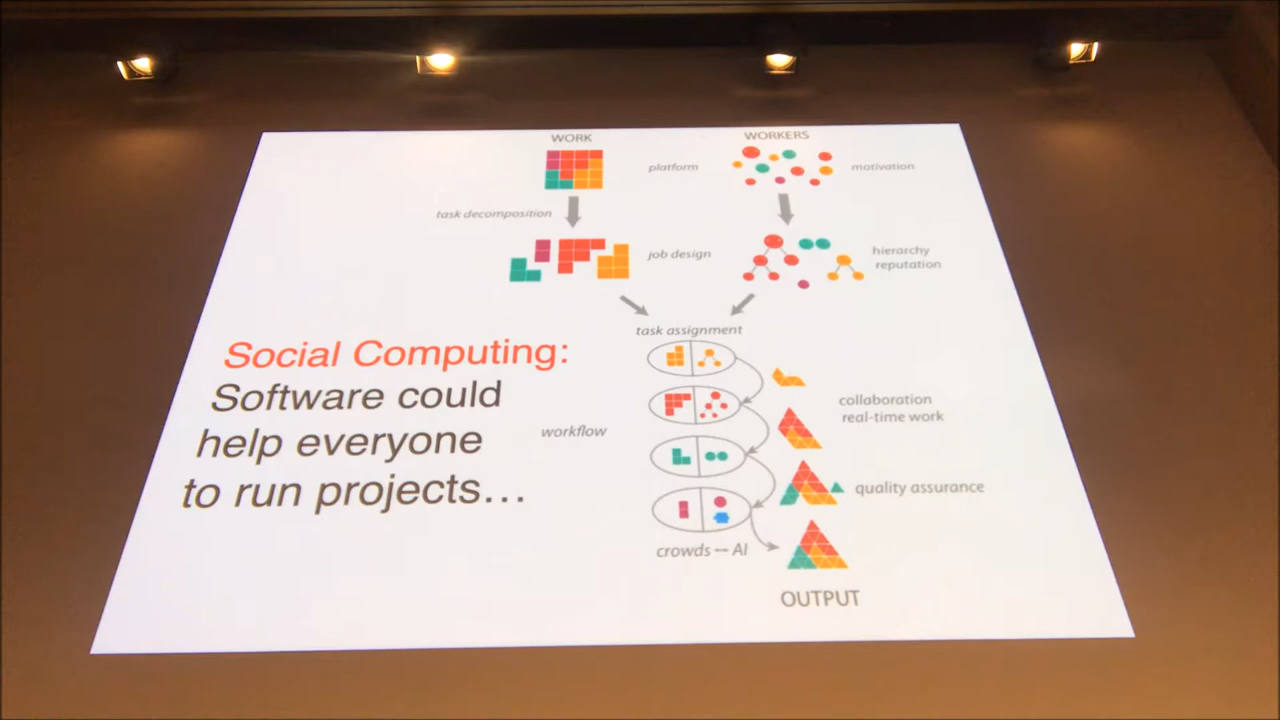 WORK
WORKERS
platform
motivation
task decomposition
job design
hierarchy
reputation
task assignment
Social Computing:
Software could
help everyone
to run projects…
workflow
collaboration
real-time work
quality assurance
crowds — AI
OUTPUT